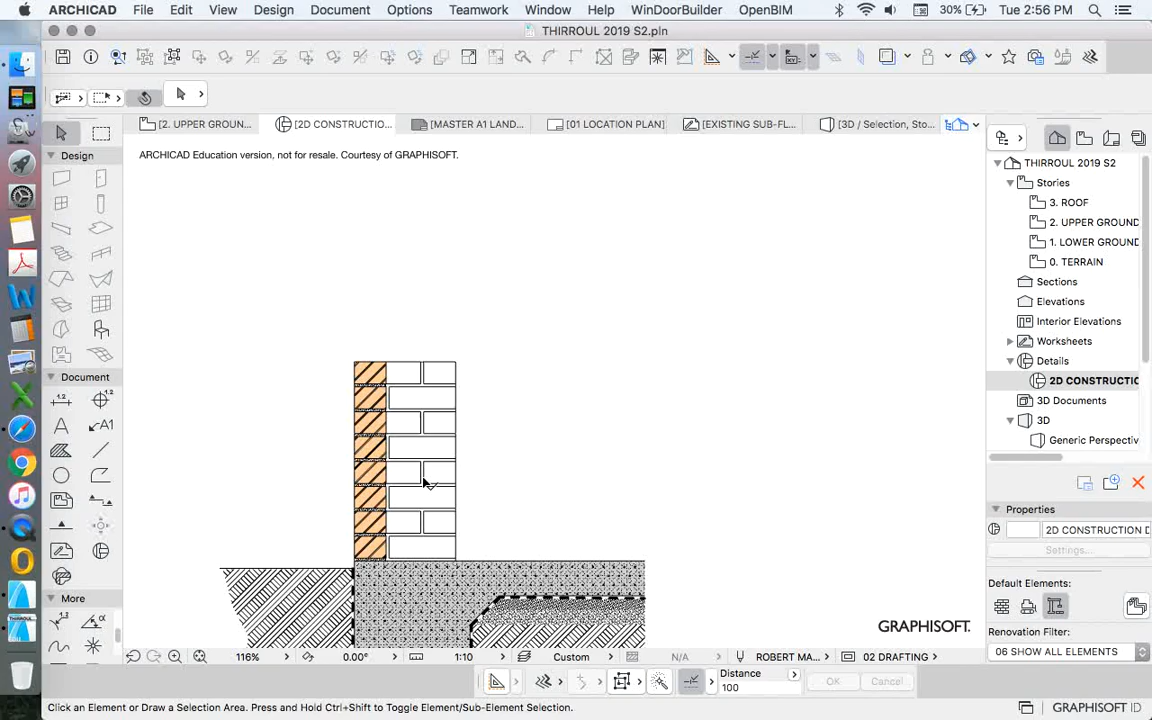 ARCHICAD File Edit View Design Document Options Teamwork Window Help WinDoorBuilder OpenBIM 30% Tue 2:56 PM
THIRROUL 2019 S2.pln
[2. UPPER GROUN... [2D CONSTRUCTIO... [MASTER A1 LAND... [01 LOCATION PLAN] [EXISTING SUB-FL... [3D / Selection, Sto...
ARCHICAD Education version, not for resale. Courtesy of GRAPHISOFT.
Design
Document
A
A1
1.2
1.2
More
THIRROUL 2019 S2
Stories
3. ROOF
2. UPPER GROUND
1. LOWER GROUND
0. TERRAIN
Sections
Elevations
Interior Elevations
Worksheets
Details
2D CONSTRUCTIO
3D Documents
3D
Generic Perspectiv
Properties
2D CONSTRUCTION D
Settings...
Default Elements:
Renovation Filter:
06 SHOW ALL ELEMENTS
GRAPHISOFT.
116% 0.00° 1:10 Custom N/A ROBERT MA... 02 DRAFTING
Distance
100
OK Cancel
Click an Element or Draw a Selection Area. Press and Hold Ctrl+Shift to Toggle Element/Sub-Element Selection.
GRAPHISOFT ID